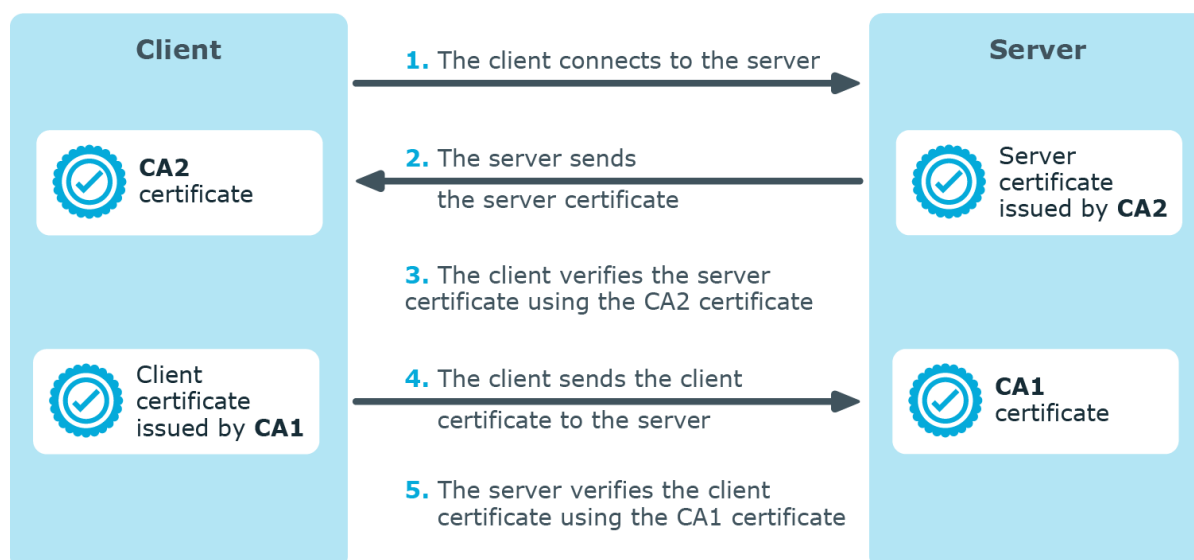 Client
Server
1. The client connects to the server
CA2
certificate
2. The server sends
the server certificate
Server
certificate
issued by CA2
3. The client verifies the server
certificate using the CA2 certificate
Client
certificate
issued by CA1
4. The client sends the client
certificate to the server
CA1
certificate
5. The server verifies the client
certificate using the CA1 certificate